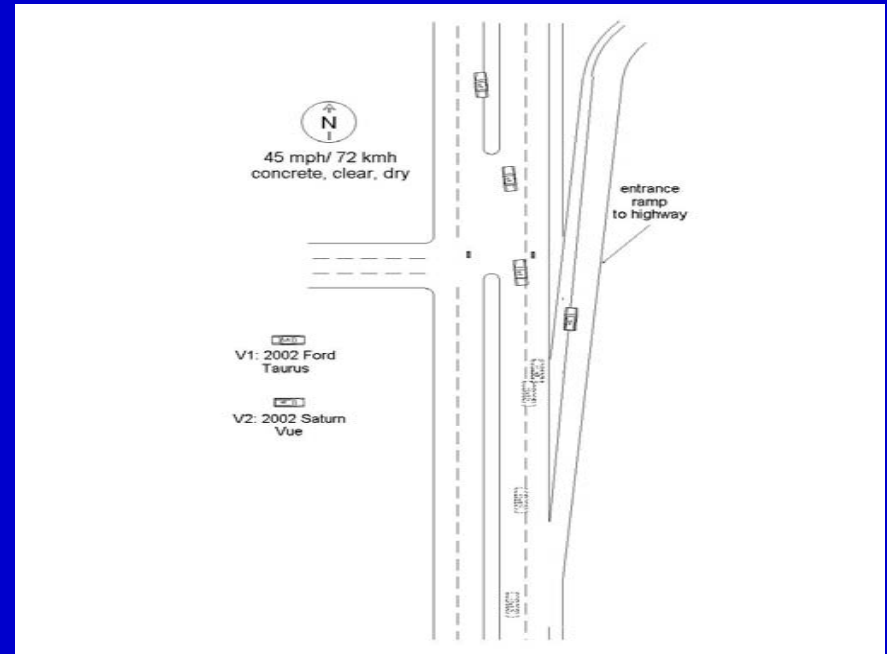 N
45 mph/ 72 kmh
concrete, clear, dry
entrance
ramp
to highway
V1: 2002 Ford
Taurus
V2: 2002 Saturn
Vue